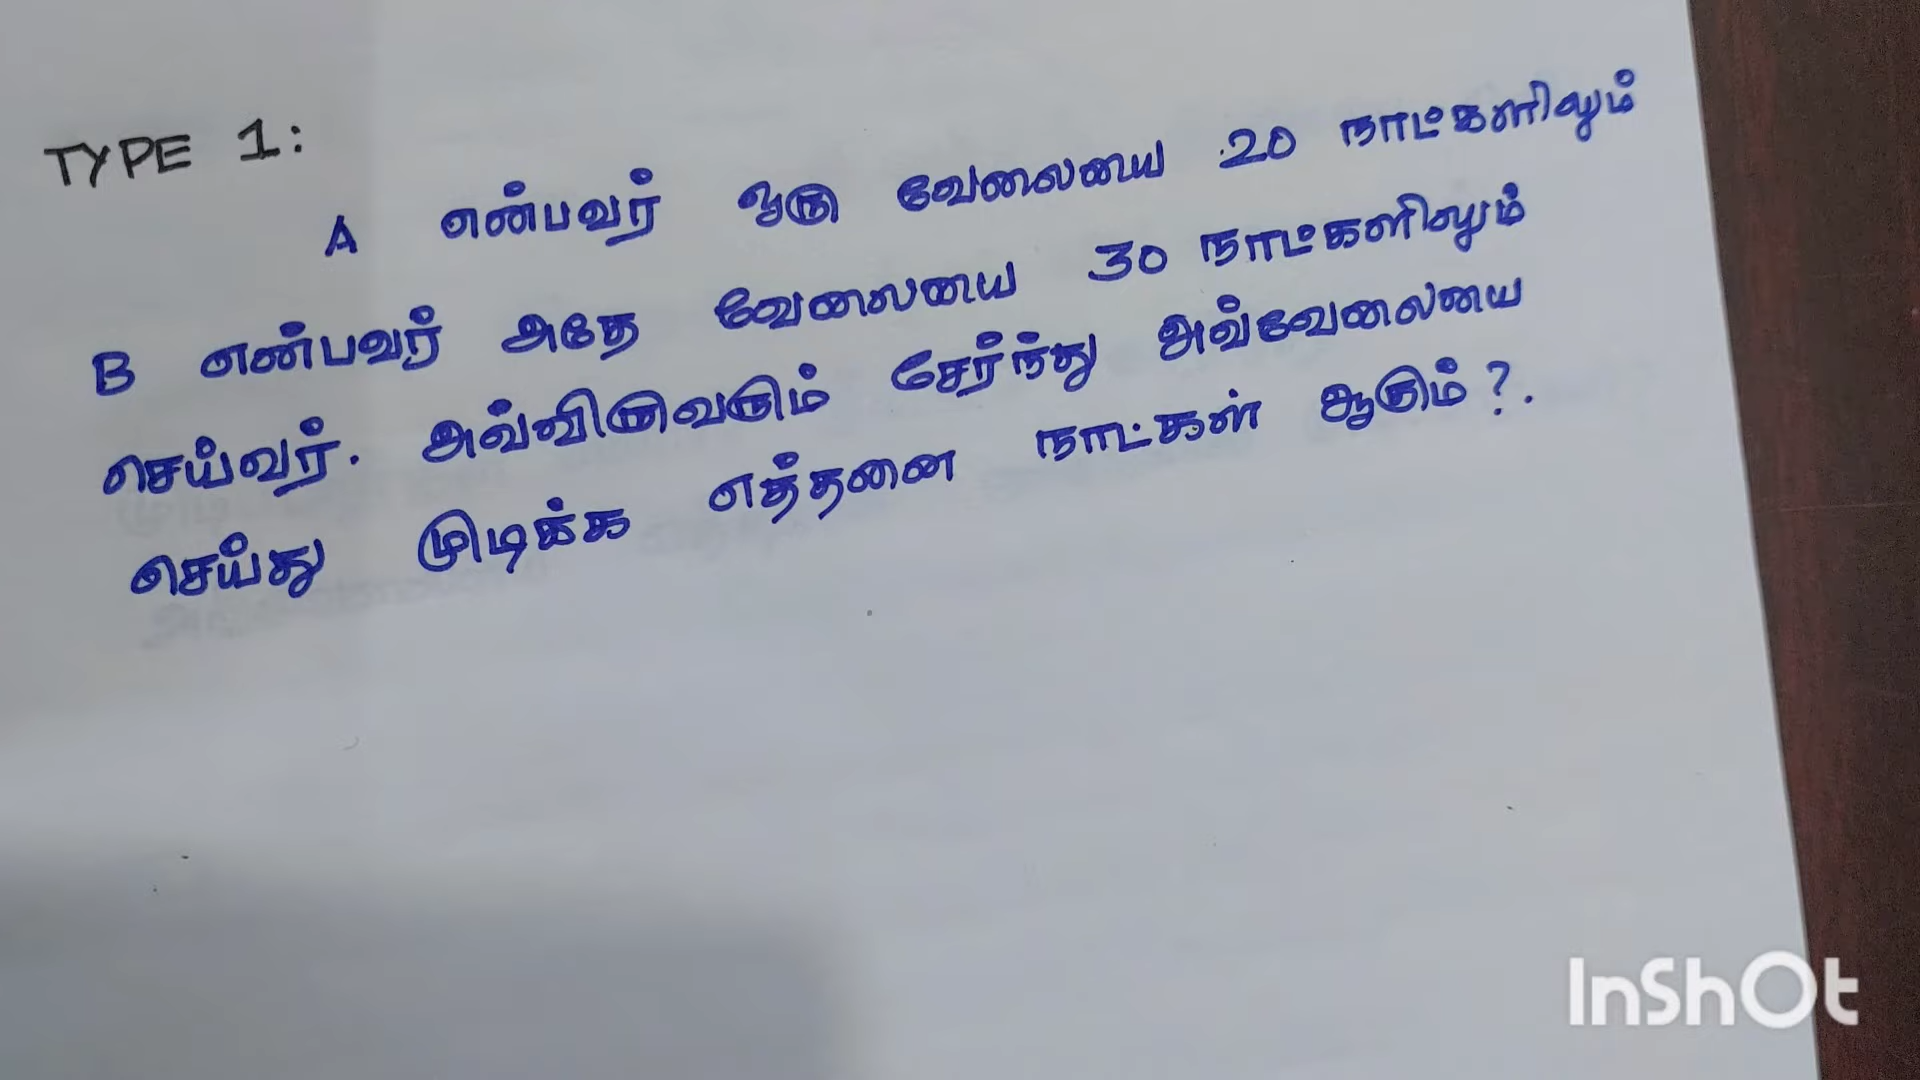 TYPE 1:
A என்பவர் ஒரு வேலையை 20 நாட்களிலும்
B என்பவர் அதே வேலையை 30 நாட்களிலும்
செய்வர். அவ்விருவரும் சேர்ந்து அவ்வேலையை
செய்து முடிக்க எத்தனை நாட்கள் ஆகும்?.
InShOt